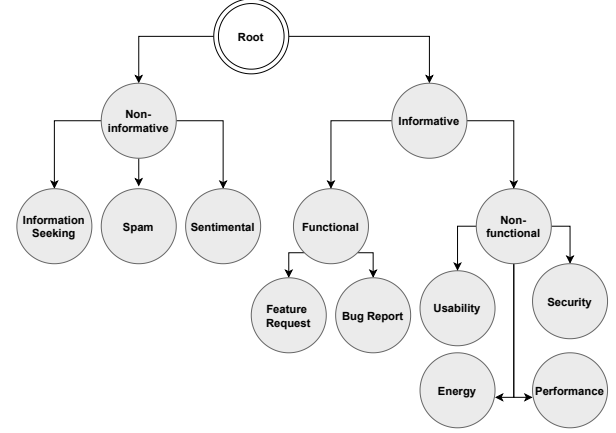 Root
Non-
informative
Informative
Information
Seeking
Spam
Sentimental
Functional
Non-
functional
Feature
Request
Bug Report
Usability
Security
Energy
Performance